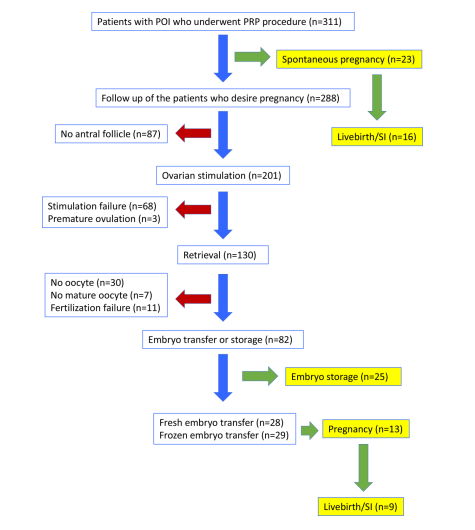 Patients with POI who underwent PRP procedure (n=311)
Spontaneous pregnancy (n=23)
Follow up of the patients who desire pregnancy (n=288)
No antral follicle (n=87)
Livebirth/SI (n=16)
Ovarian stimulation (n=201)
Stimulation failure (n=68)
Premature ovulation (n=3)
Retrieval (n=130)
No oocyte (n=30)
No mature oocyte (n=7)
Fertilization failure (n=11)
Embryo transfer or storage (n=82)
Embryo storage (n=25)
Fresh embryo transfer (n=28)
Frozen embryo transfer (n=29)
Pregnancy (n=13)
Livebirth/SI (n=9)